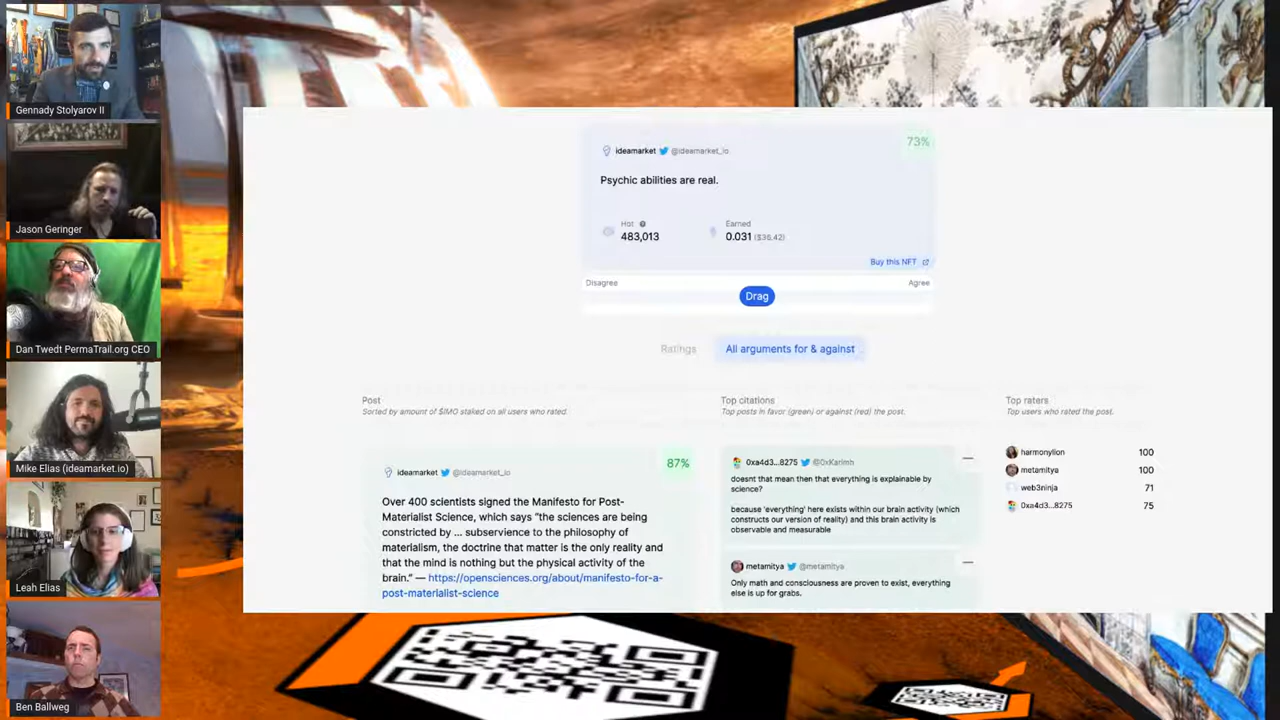 Gennady Stolyarov II
Jason Geringer
Dan Twedt PermaTrail.org CEO
Mike Elias (ideamarket.io)
Leah Elias
Ben Ballweg
ideamarket @ideamarket_io
73%
Psychic abilities are real.
Hot
483,013
Earned
0.031 ($36.42)
Buy this NFT
Disagree
Agree
Drag
Ratings
All arguments for & against
Post
Sorted by amount of $IMO staked on all users who rated.
ideamarket @ideamarket_io
87%
Over 400 scientists signed the Manifesto for Post-
Materialist Science, which says “the sciences are being
constricted by ... subservience to the philosophy of
materialism, the doctrine that matter is the only reality and
that the mind is nothing but the physical activity of the
brain.” — https://opensciences.org/about/manifesto-for-a-
post-materialist-science
Top citations
Top posts in favor (green) or against (red) the post.
0xa4d3...8275 @0xKarimh
doesnt that mean then that everything is explainable by
science?
because 'everything' here exists within our brain activity (which
constructs our version of reality) and this brain activity is
observable and measurable
metamitya @metamitya
Only math and consciousness are proven to exist, everything
else is up for grabs.
Top raters
Top users who rated the post.
harmonylion 100
metamitya 100
web3ninja 71
0xa4d3...8275 75